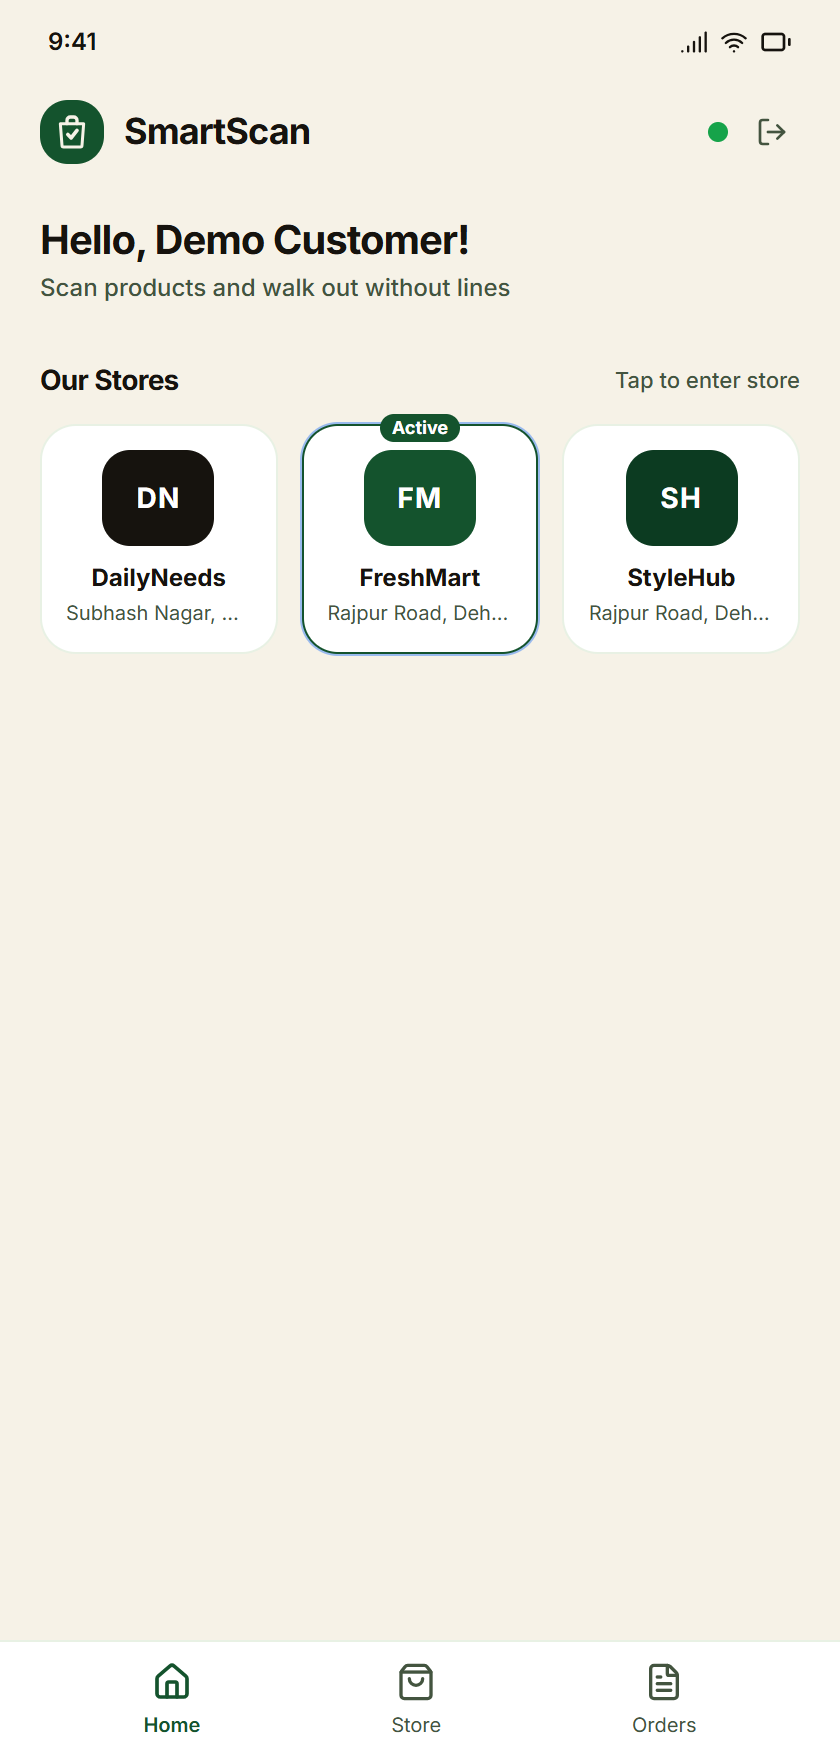 9:41
SmartScan
Hello, Demo Customer!
Scan products and walk out without lines
Our Stores
Tap to enter store
Active
DN
FM
SH
DailyNeeds
FreshMart
StyleHub
Subhash Nagar, ...
Rajpur Road, Deh...
Rajpur Road, Deh...
Home
Store
Orders